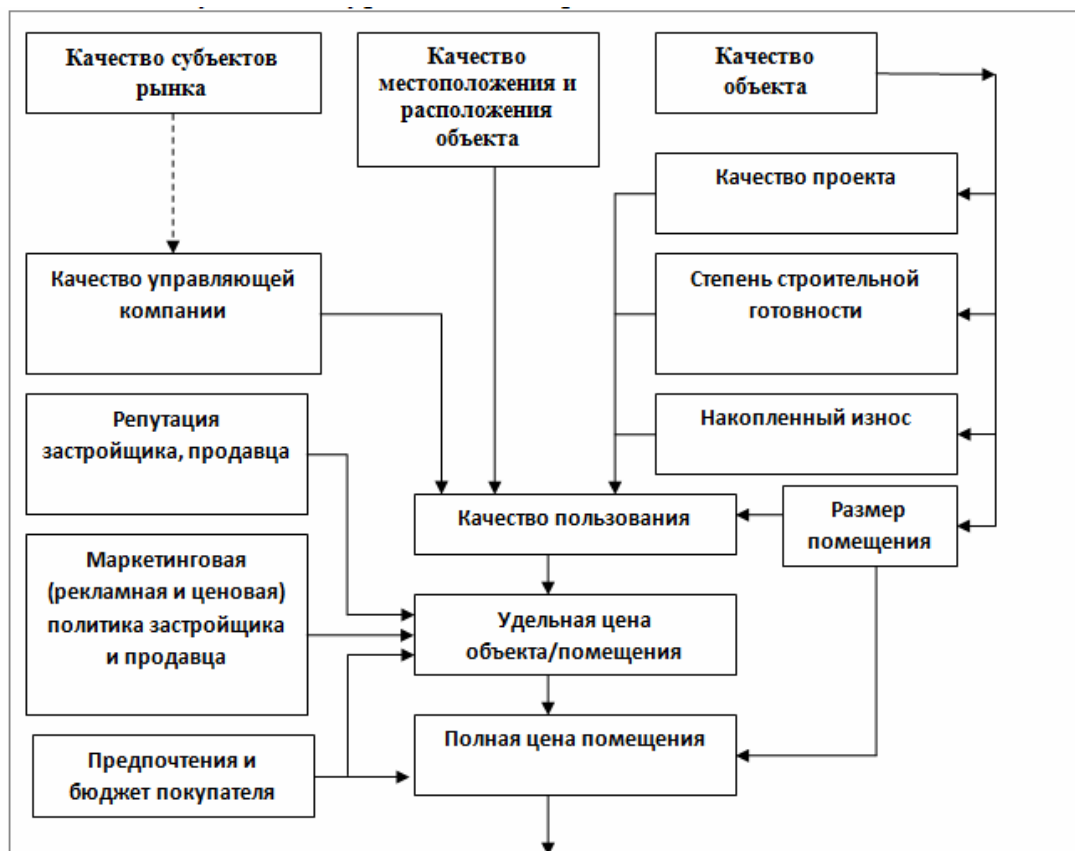 Качество субъектов
рынка
Качество
местоположения и
расположения
объекта
Качество
объекта
Качество проекта
Качество управляющей
компании
Степень строительной
готовности
Репутация
застройщика, продавца
Накопленный износ
Качество пользования
Размер
помещения
Маркетинговая
(рекламная и ценовая)
политика застройщика
и продавца
Удельная цена
объекта/помещения
Полная цена помещения
Предпочтения и
бюджет покупателя